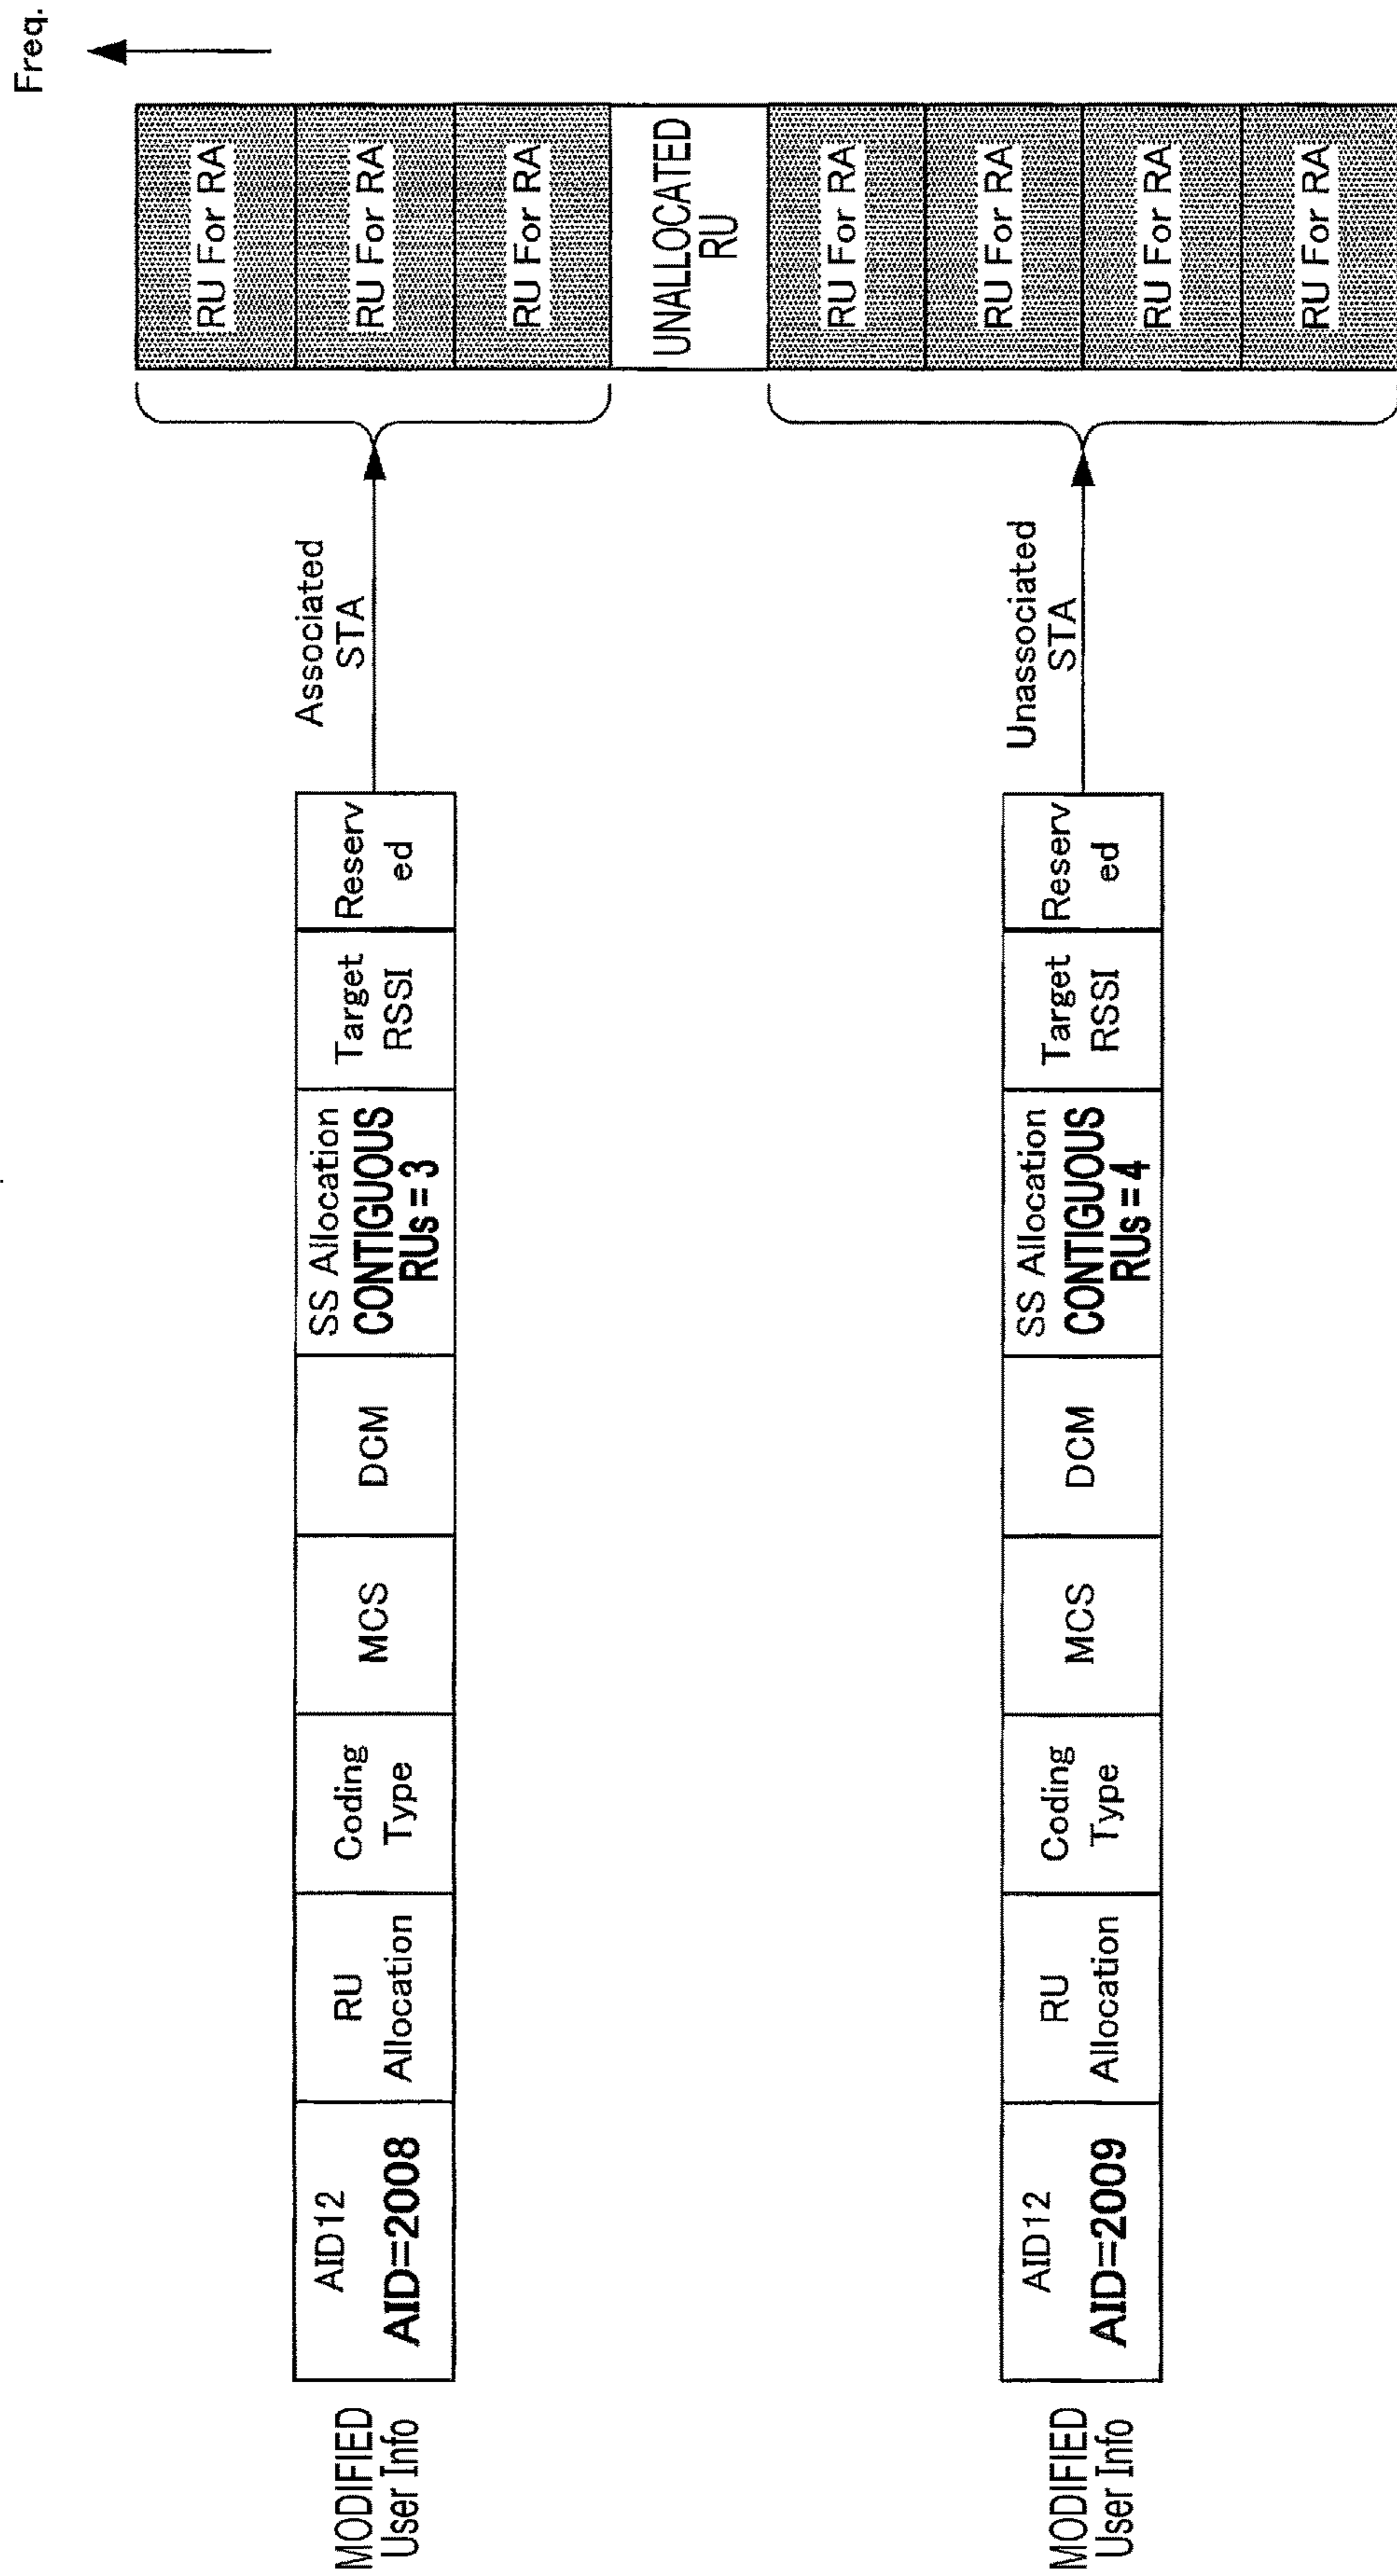 Freq.
MODIFIED
User Info
AID12
AID=2008
RU
Allocation
Coding
Type
MCS
DCM
SS Allocation
CONTIGUOUS
RUs = 3
Target
RSSI
Reserv
ed
Associated
STA
RU For RA
RU For RA
RU For RA
UNALLOCATED
RU
MODIFIED
User Info
AID12
AID=2009
RU
Allocation
Coding
Type
MCS
DCM
SS Allocation
CONTIGUOUS
RUs = 4
Target
RSSI
Reserv
ed
Unassociated
STA
RU For RA
RU For RA
RU For RA
RU For RA